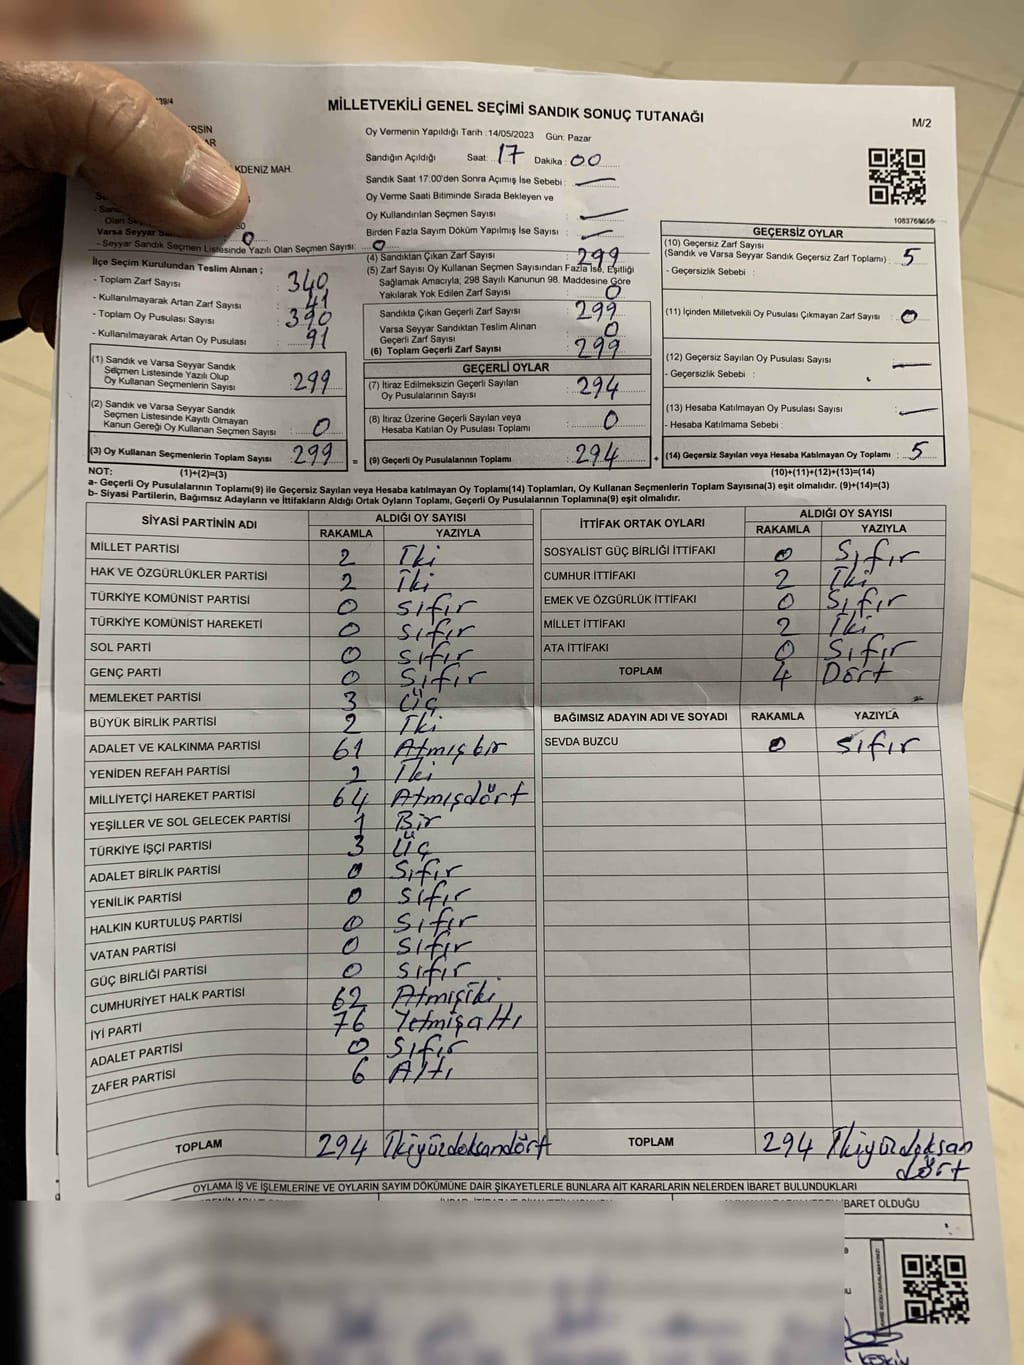 39/4
MİLLETVEKİLİ GENEL SEÇİMİ SANDIK SONUÇ TUTANAĞI
M/2
Oy Vermenin Yapıldığı Tarih :14/05/2023 Gün: Pazar
KDENİZ MAH.
Sandığın Açıldığı Saat: 17 Dakika : 00
Sandık Saat 17:00'den Sonra Açımış İse Sebebi : —
Oy Verme Saati Bitiminde Sırada Bekleyen ve
Oy Kullandırılan Seçmen Sayısı : —
Birden Fazla Sayım Döküm Yapılmış İse Sayısı : —
1083768656
Varsa Seyyar
0
- Seyyar Sandık Seçmen Listesinde Yazılı Olan Seçmen Sayısı: 0
İlçe Seçim Kurulundan Teslim Alınan ;
- Toplam Zarf Sayısı : 340
- Kullanılmayarak Artan Zarf Sayısı : 41
- Toplam Oy Pusulası Sayısı : 390
- Kullanılmayarak Artan Oy Pusulası : 91
(1) Sandık ve Varsa Seyyar Sandık
Seçmen Listesinde Yazılı Olup
Oy Kullanan Seçmenlerin Sayısı : 299
(2) Sandık ve Varsa Seyyar Sandık
Seçmen Listesinde Kayıtlı Olmayan
Kanun Gereği Oy Kullanan Seçmen Sayısı : 0
(3) Oy Kullanan Seçmenlerin Toplam Sayısı : 299
(4) Sandıktan Çıkan Zarf Sayısı : 299
(5) Zarf Sayısı Oy Kullanan Seçmen Sayısından Fazla İse, Eşitliği
Sağlamak Amacıyla, 298 Sayılı Kanunun 98. Maddesine Göre
Yakılarak Yok Edilen Zarf Sayısı : 0
Sandıkta Çıkan Geçerli Zarf Sayısı : 299
Varsa Seyyar Sandıktan Teslim Alınan
Geçerli Zarf Sayısı : 0
(6) Toplam Geçerli Zarf Sayısı : 299
GEÇERLİ OYLAR
(7) İtiraz Edilmeksizin Geçerli Sayılan
Oy Pusulalarının Sayısı : 294
(8) İtiraz Üzerine Geçerli Sayılan veya
Hesaba Katılan Oy Pusulası Toplamı : 0
= (9) Geçerli Oy Pusulalarının Toplamı : 294
GEÇERSİZ OYLAR
(10) Geçersiz Zarf Sayısı
(Sandık ve Varsa Seyyar Sandık Geçersiz Zarf Toplamı) : 5
- Geçersizlik Sebebi :
(11) İçinden Milletvekili Oy Pusulası Çıkmayan Zarf Sayısı : 0
(12) Geçersiz Sayılan Oy Pusulası Sayısı : —
- Geçersizlik Sebebi :
(13) Hesaba Katılmayan Oy Pusulası Sayısı : —
- Hesaba Katılmama Sebebi :
+ (14) Geçersiz Sayılan veya Hesaba Katılmayan Oy Toplamı : 5
NOT: (1)+(2)=(3) (10)+(11)+(12)+(13)=(14)
a- Geçerli Oy Pusulalarının Toplamı(9) ile Geçersiz Sayılan veya Hesaba katılmayan Oy Toplamı(14) Toplamları, Oy Kullanan Seçmenlerin Toplam Sayısına(3) eşit olmalıdır. (9)+(14)=(3)
b- Siyasi Partilerin, Bağımsız Adayların ve İttifakların Aldığı Ortak Oyların Toplamı, Geçerli Oy Pusulalarının Toplamına(9) eşit olmalıdır.
SİYASİ PARTİNİN ADI ALDIĞI OY SAYISI
RAKAMLA YAZIYLA
MİLLET PARTİSİ 2 İki
HAK VE ÖZGÜRLÜKLER PARTİSİ 2 İki
TÜRKİYE KOMÜNİST PARTİSİ 0 sıfır
TÜRKİYE KOMÜNİST HAREKETİ 0 sıfır
SOL PARTİ 0 sıfır
GENÇ PARTİ 0 Sıfır
MEMLEKET PARTİSİ 3 Üç
BÜYÜK BİRLİK PARTİSİ 2 İki
ADALET VE KALKINMA PARTİSİ 61 Atmışbir
YENİDEN REFAH PARTİSİ 2 İki
MİLLİYETÇİ HAREKET PARTİSİ 64 Atmışdört
YEŞİLLER VE SOL GELECEK PARTİSİ 1 Bir
TÜRKİYE İŞÇİ PARTİSİ 3 Üç
ADALET BİRLİK PARTİSİ 0 Sıfır
YENİLİK PARTİSİ 0 Sıfır
HALKIN KURTULUŞ PARTİSİ 0 Sıfır
VATAN PARTİSİ 0 Sıfır
GÜÇ BİRLİĞİ PARTİSİ 0 sıfır
CUMHURİYET HALK PARTİSİ 62 Atmışiki
İYİ PARTİ 76 Yetmişaltı
ADALET PARTİSİ 0 Sıfır
ZAFER PARTİSİ 6 Altı
TOPLAM 294 İkiyüzdoksandört
İTTİFAK ORTAK OYLARI ALDIĞI OY SAYISI
RAKAMLA YAZIYLA
SOSYALİST GÜÇ BİRLİĞİ İTTİFAKI 0 Sıfır
CUMHUR İTTİFAKI 2 İki
EMEK VE ÖZGÜRLÜK İTTİFAKI 0 Sıfır
MİLLET İTTİFAKI 2 İki
ATA İTTİFAKI 0 Sıfır
TOPLAM 4 Dört
BAĞIMSIZ ADAYIN ADI VE SOYADI RAKAMLA YAZIYLA
SEVDA BUZCU 0 sıfır
TOPLAM 294 İkiyüzdoksan
dört
OYLAMA İŞ VE İŞLEMLERİNE VE OYLARIN SAYIM DÖKÜMÜNE DAİR ŞİKAYETLERLE BUNLARA AİT KARARLARIN NELERDEN İBARET BULUNDUKLARI
İBARET OLDUĞU